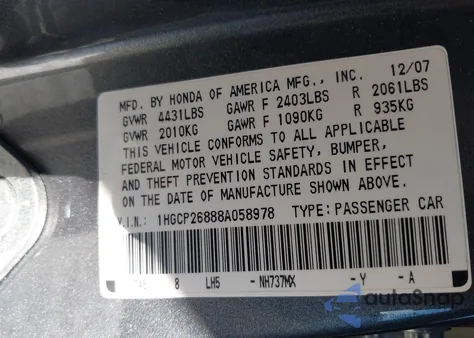 MFD. BY HONDA OF AMERICA MFG., INC. 12/07
GVWR 4431LBS GAWR F 2403LBS R 2061LBS
GVWR 2010KG GAWR F 1090KG R 935KG
THIS VEHICLE CONFORMS TO ALL APPLICABLE
FEDERAL MOTOR VEHICLE SAFETY, BUMPER,
AND THEFT PREVENTION STANDARDS IN EFFECT
ON THE DATE OF MANUFACTURE SHOWN ABOVE.
V.I.N.: 1HGCP26888A058978 TYPE: PASSENGER CAR
8 LH5 -NH737MX -Y -A
autoSnap